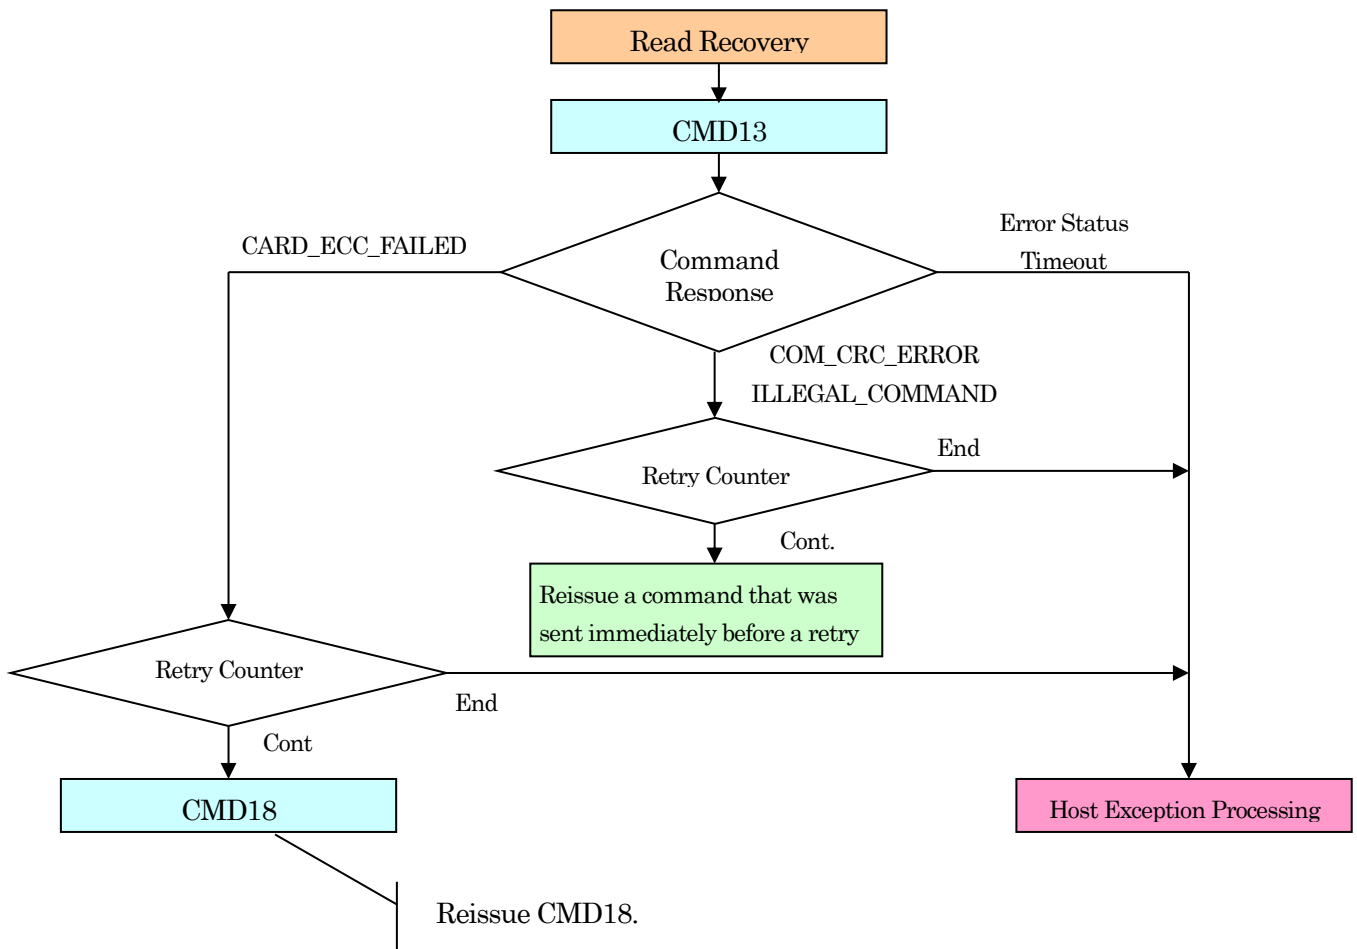 Read Recovery
CMD13
CARD_ECC_FAILED
Command
Response
Error Status
Timeout
COM_CRC_ERROR
ILLEGAL_COMMAND
Retry Counter
End
Cont.
Reissue a command that was
sent immediately before a retry
Retry Counter
End
Cont
CMD18
Host Exception Processing
Reissue CMD18.